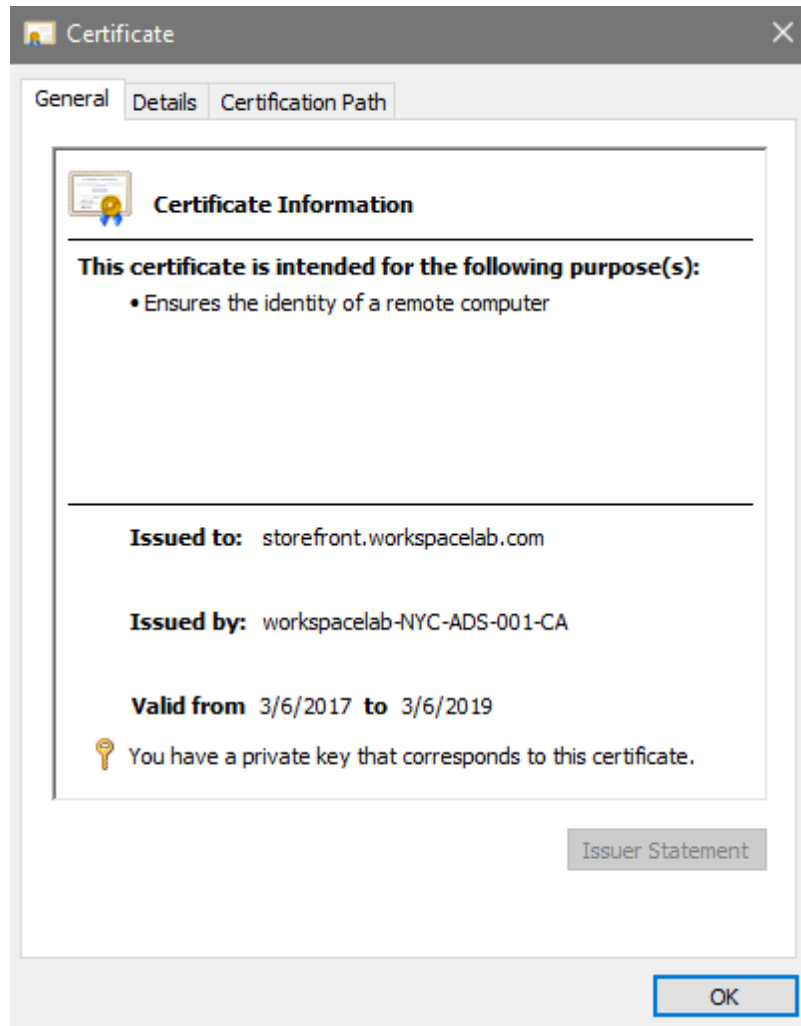 Certificate
General Details Certification Path
Certificate Information
This certificate is intended for the following purpose(s):
• Ensures the identity of a remote computer
Issued to: storefront.workspacelab.com
Issued by: workspacelab-NYC-ADS-001-CA
Valid from 3/6/2017 to 3/6/2019
You have a private key that corresponds to this certificate.
Issuer Statement
OK